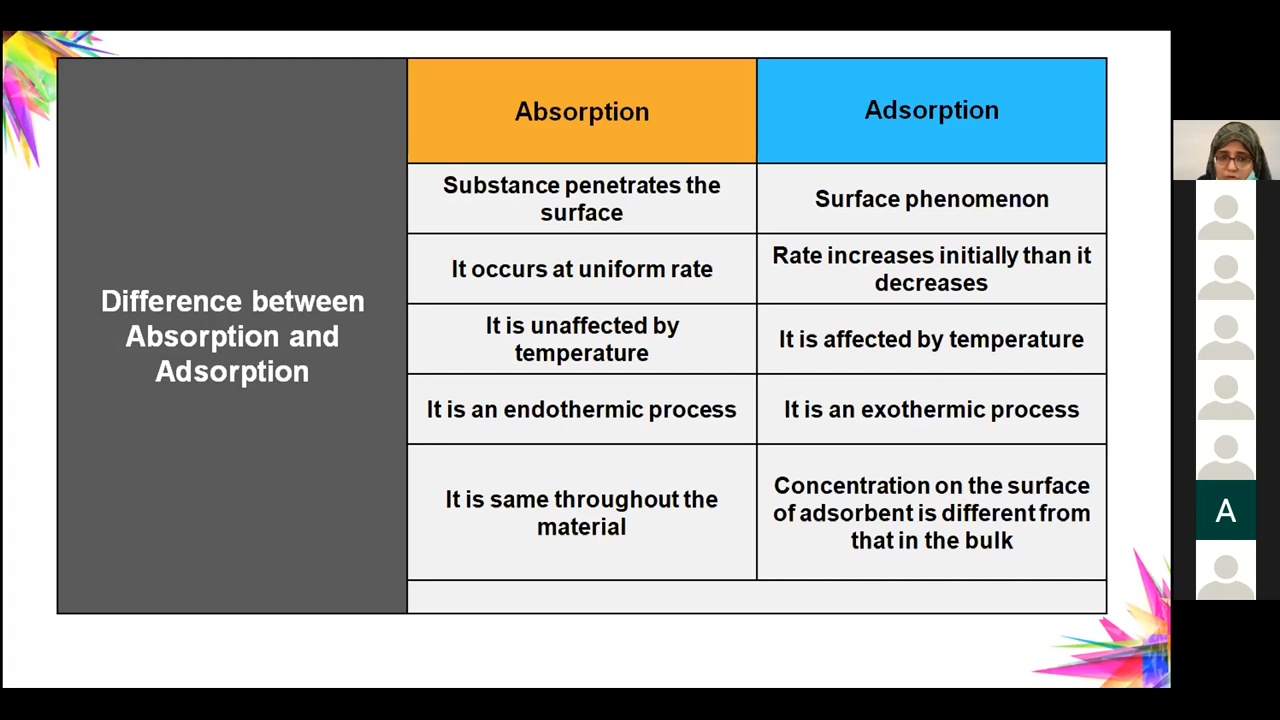 Difference between
Absorption and
Adsorption
Absorption
Adsorption
Substance penetrates the
surface
Surface phenomenon
It occurs at uniform rate
Rate increases initially than it
decreases
It is unaffected by
temperature
It is affected by temperature
It is an endothermic process
It is an exothermic process
It is same throughout the
material
Concentration on the surface
of adsorbent is different from
that in the bulk
A